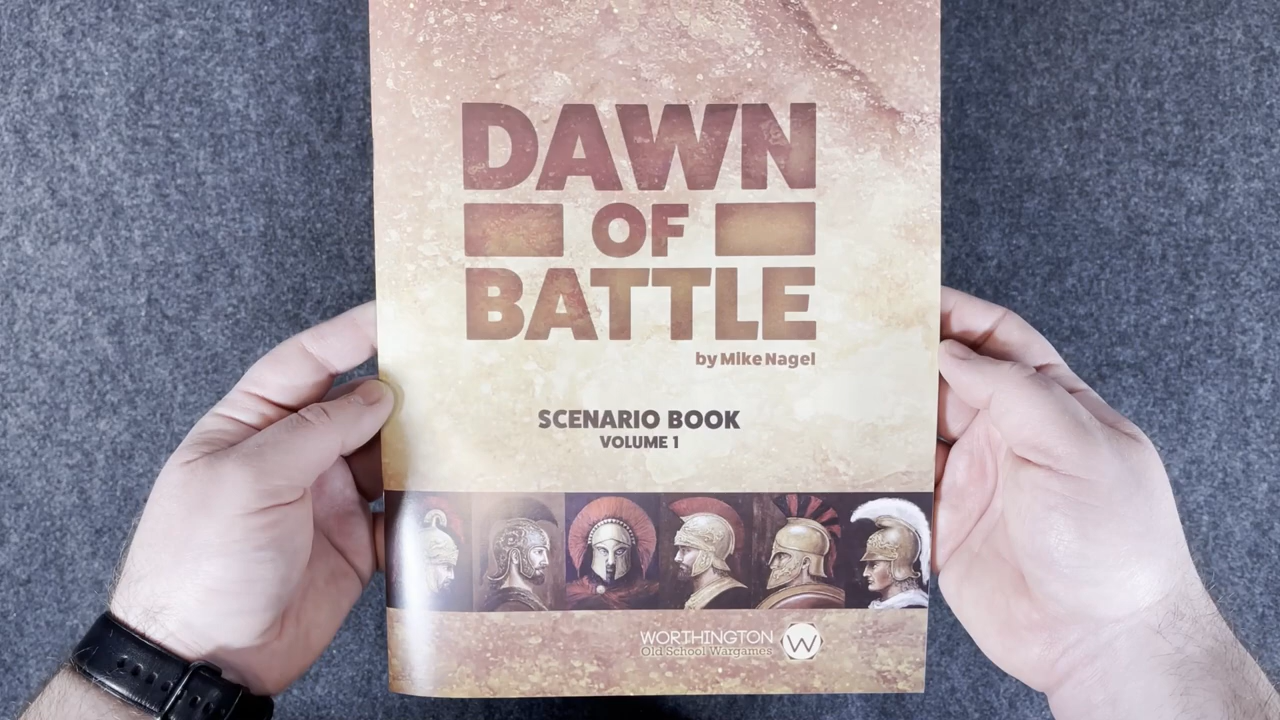 DAWN
OF
BATTLE
by Mike Nagel
SCENARIO BOOK
VOLUME 1
WORTHINGTON
Old School Wargames
W